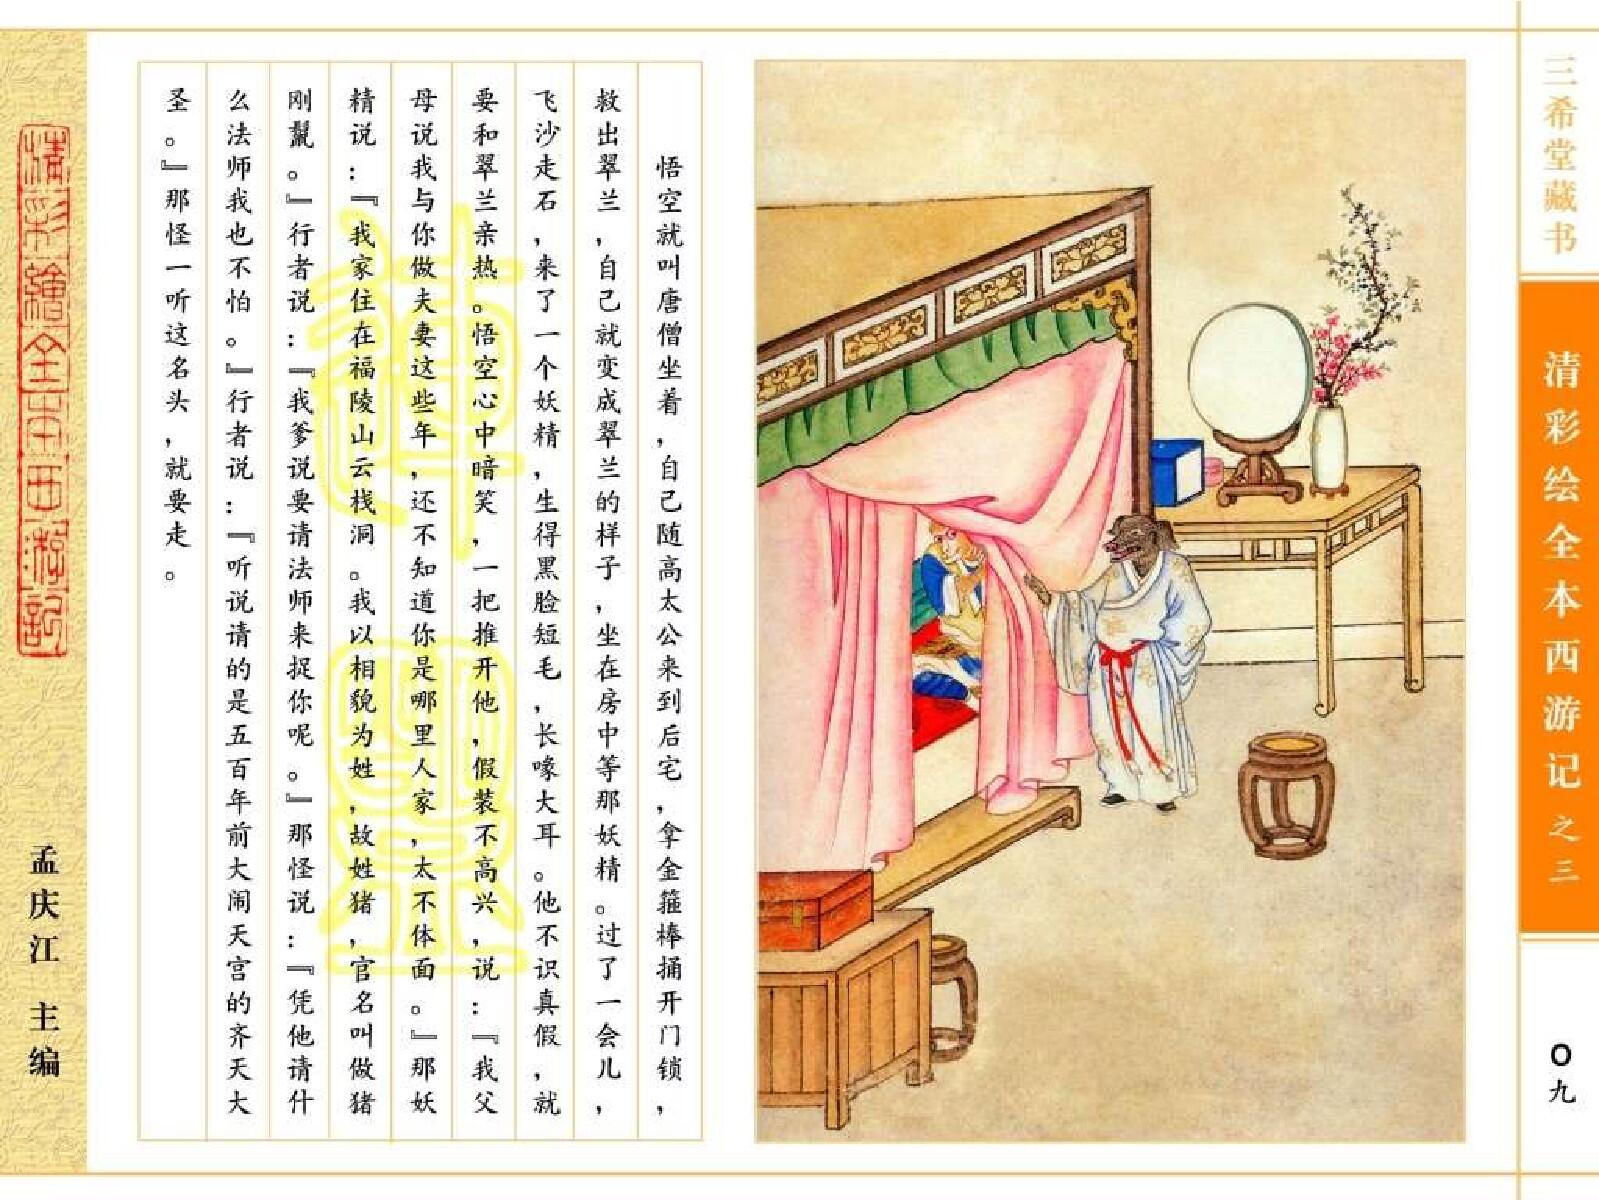 三希堂藏书
清彩绘全本西游记之三
〇九
悟空就叫唐僧坐着，自己随高太公来到后宅，拿金箍棒捅开门锁，
救出翠兰，自己就变成翠兰的样子，坐在房中等那妖精。过了一会儿，
飞沙走石，来了一个妖精，生得黑脸短毛，长喙大耳。他不识真假，就
要和翠兰亲热。悟空心中暗笑，一把推开他，假装不高兴，说：『我父
母说我与你做夫妻这些年，还不知道你是哪里人家，太不体面。』那妖
精说：『我家住在福陵山云栈洞。我以相貌为姓，故姓猪，官名叫做猪
刚鬣。』行者说：『我爹说要请法师来捉你呢。』那怪说：『凭他请什
么法师我也不怕。』行者说：『听说请的是五百年前大闹天宫的齐天大
圣。』那怪一听这名头，就要走。
清彩繪全本西游記
孟庆江 主编